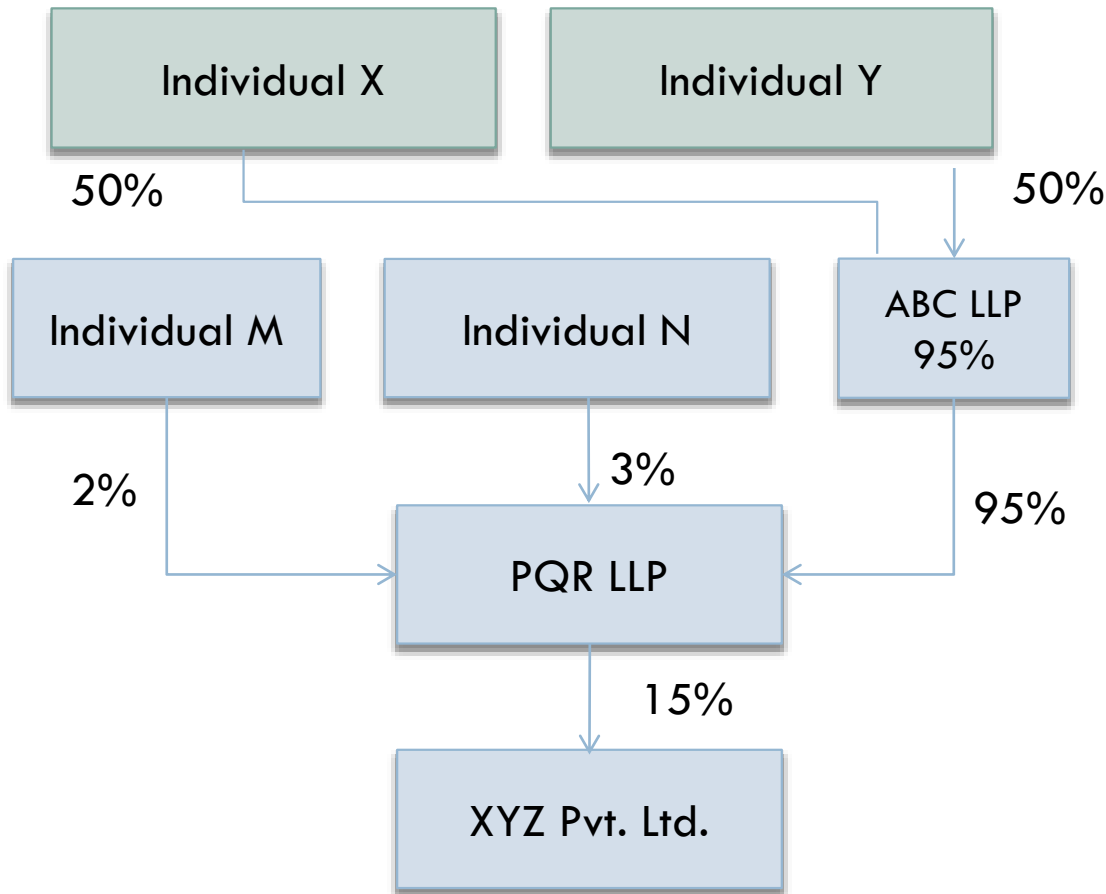 Individual X
Individual Y
50%
50%
Individual M
Individual N
ABC LLP
95%
2%
3%
95%
PQR LLP
15%
XYZ Pvt. Ltd.